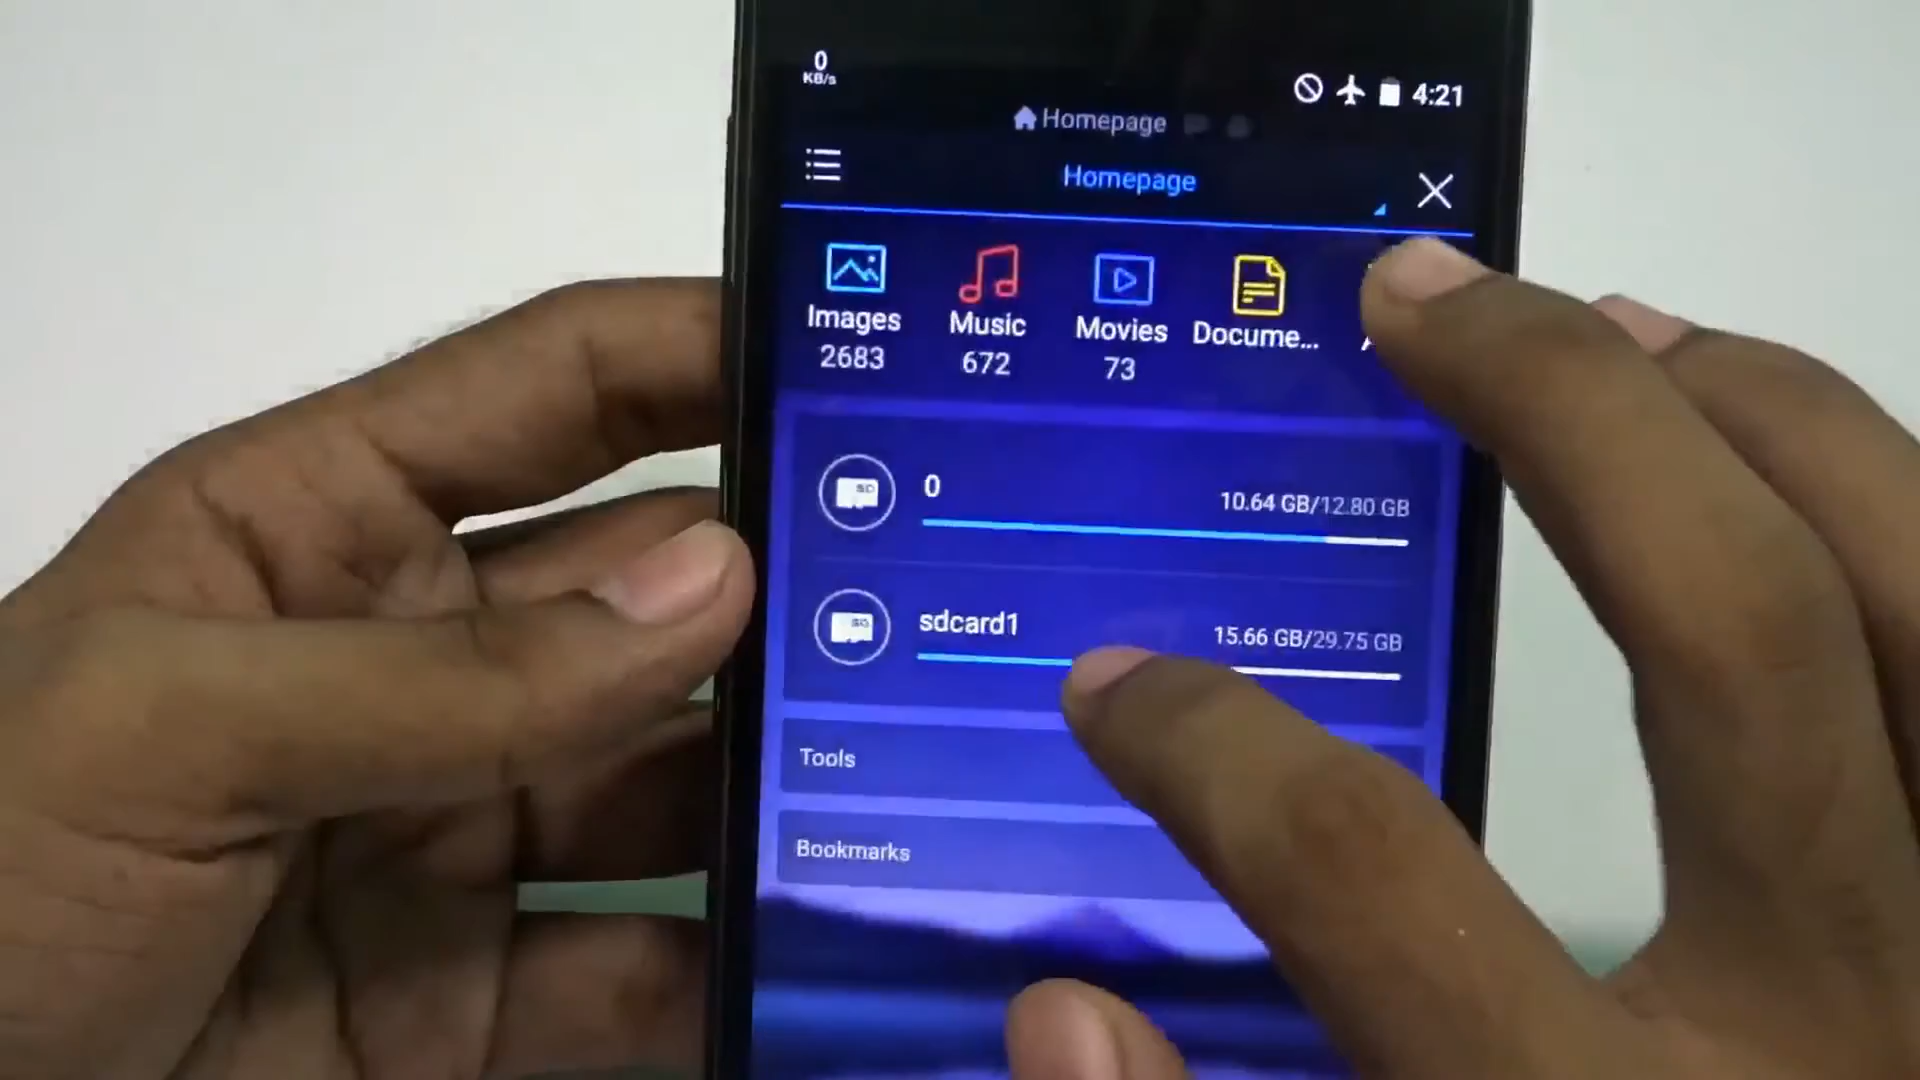 0
KB/s
4:21
Homepage
Homepage
Images
Music
Movies
Docume...
2683
672
73
0
10.64 GB/12.80 GB
sdcard1
15.66 GB/29.75 GB
Tools
Bookmarks